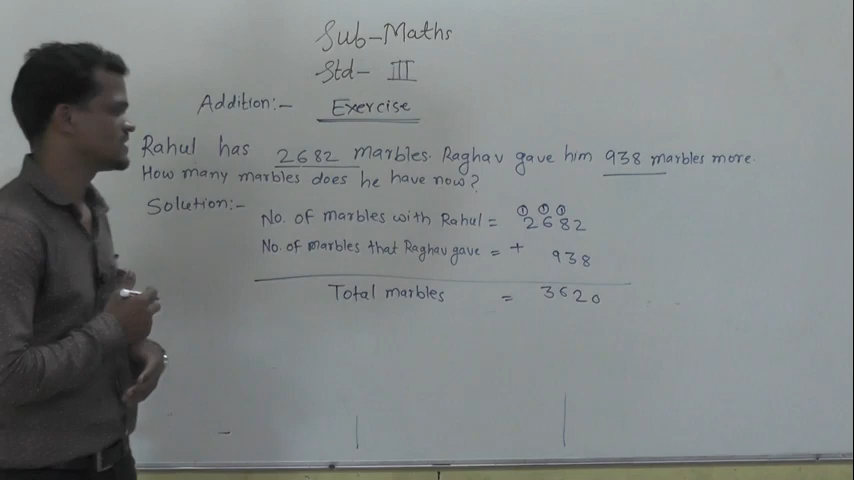 Sub-Maths
Std- III
Addition:- Exercise
Rahul has 2682 marbles. Raghav gave him 938 marbles more.
How many marbles does he have now?
Solution:-
1 1 1
No. of marbles with Rahul = 2682
No. of marbles that Raghav gave = + 938
Total marbles = 3620